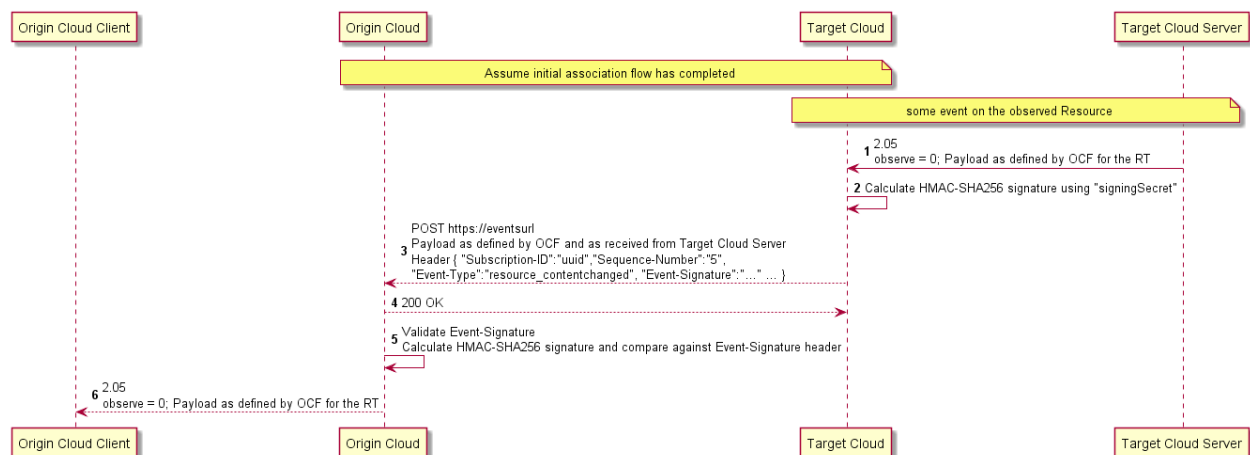 Origin Cloud Client
Origin Cloud
Target Cloud
Target Cloud Server
Assume initial association flow has completed
some event on the observed Resource
1 2.05
observe = 0; Payload as defined by OCF for the RT
2 Calculate HMAC-SHA256 signature using "signingSecret"
POST https://eventsurl
Payload as defined by OCF and as received from Target Cloud Server
3 Header { "Subscription-ID":"uuid","Sequence-Number":"5",
"Event-Type":"resource_contentchanged", "Event-Signature":"..." ... }
4 200 OK
Validate Event-Signature
5 Calculate HMAC-SHA256 signature and compare against Event-Signature header
6 2.05
observe = 0; Payload as defined by OCF for the RT
Origin Cloud Client
Origin Cloud
Target Cloud
Target Cloud Server